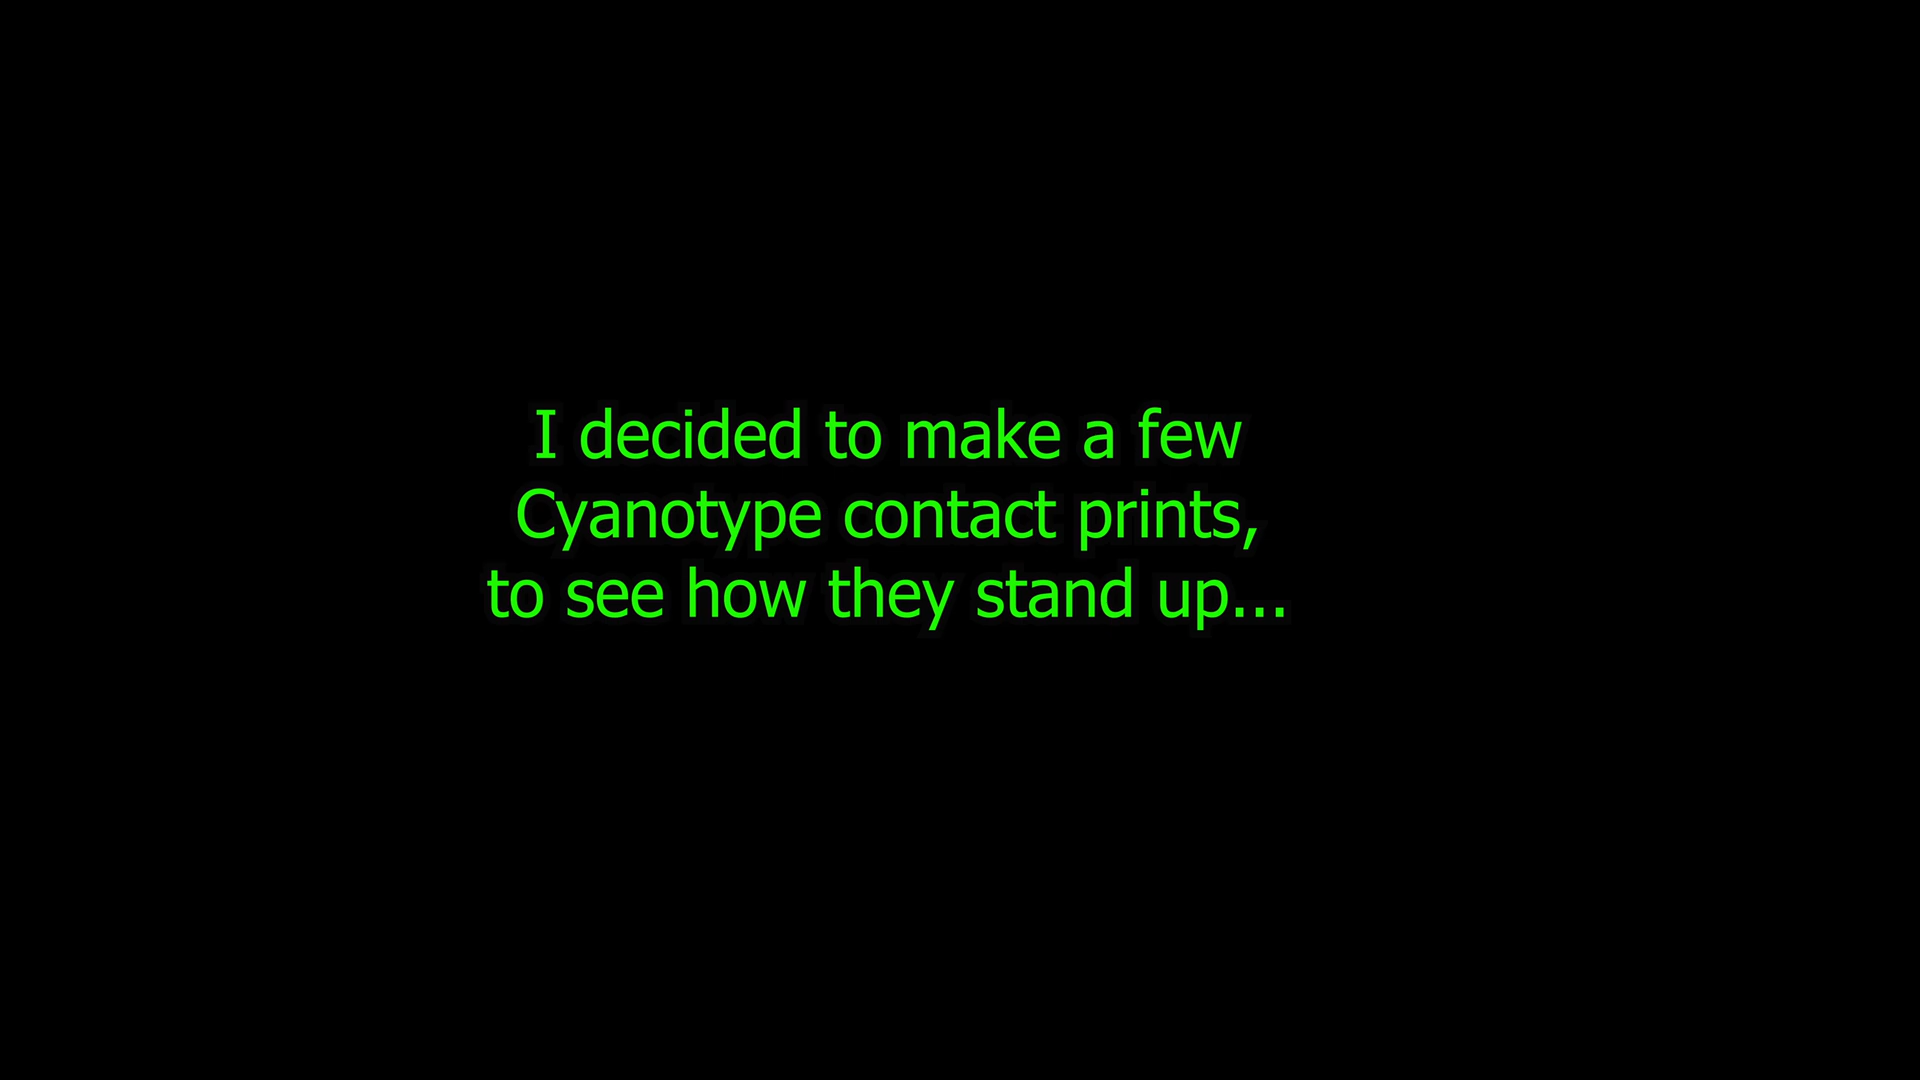 I decided to make a few
Cyanotype contact prints,
to see how they stand up...